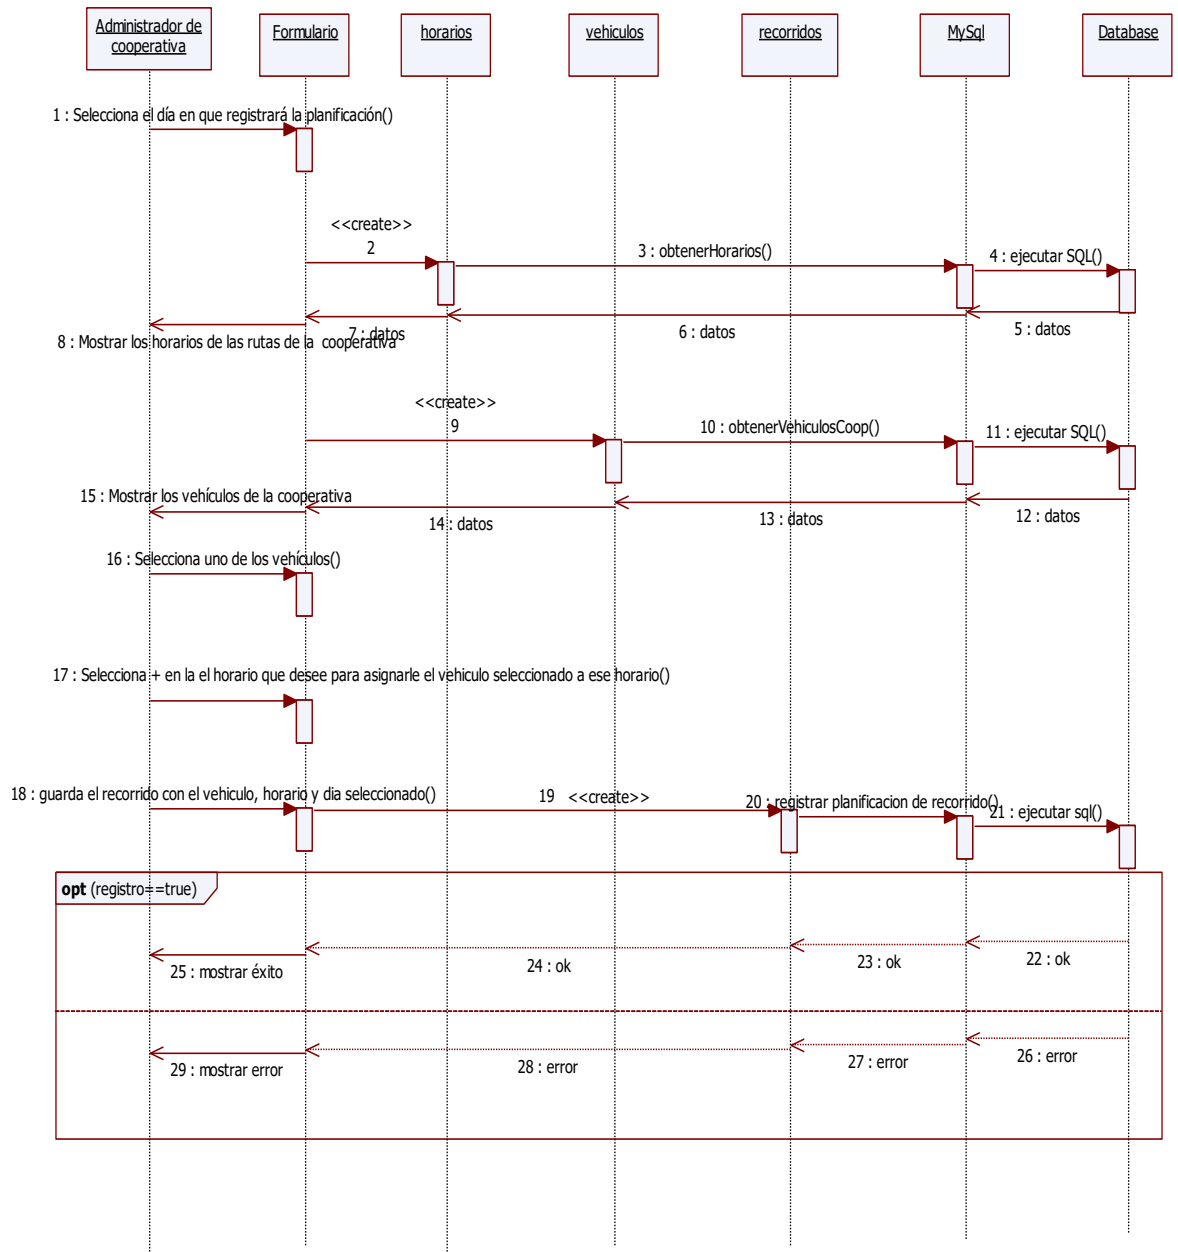 Administrador de
cooperativa
Formulario
horarios
vehiculos
recorridos
MySql
Database
1 : Selecciona el día en que registrará la planificación()
<<create>>
2
3 : obtenerHorarios()
4 : ejecutar SQL()
5 : datos
6 : datos
7 : datos
8 : Mostrar los horarios de las rutas de la  cooperativa
<<create>>
9
10 : obtenerVehiculosCoop()
11 : ejecutar SQL()
12 : datos
13 : datos
14 : datos
15 : Mostrar los vehículos de la cooperativa
16 : Selecciona uno de los vehículos()
17 : Selecciona + en la el horario que desee para asignarle el vehiculo seleccionado a ese horario()
18 : guarda el recorrido con el vehiculo, horario y dia seleccionado()
19 <<create>>
20 : registrar planificacion de recorrido()
21 : ejecutar sql()
opt (registro==true)
22 : ok
23 : ok
24 : ok
25 : mostrar éxito
26 : error
27 : error
28 : error
29 : mostrar error